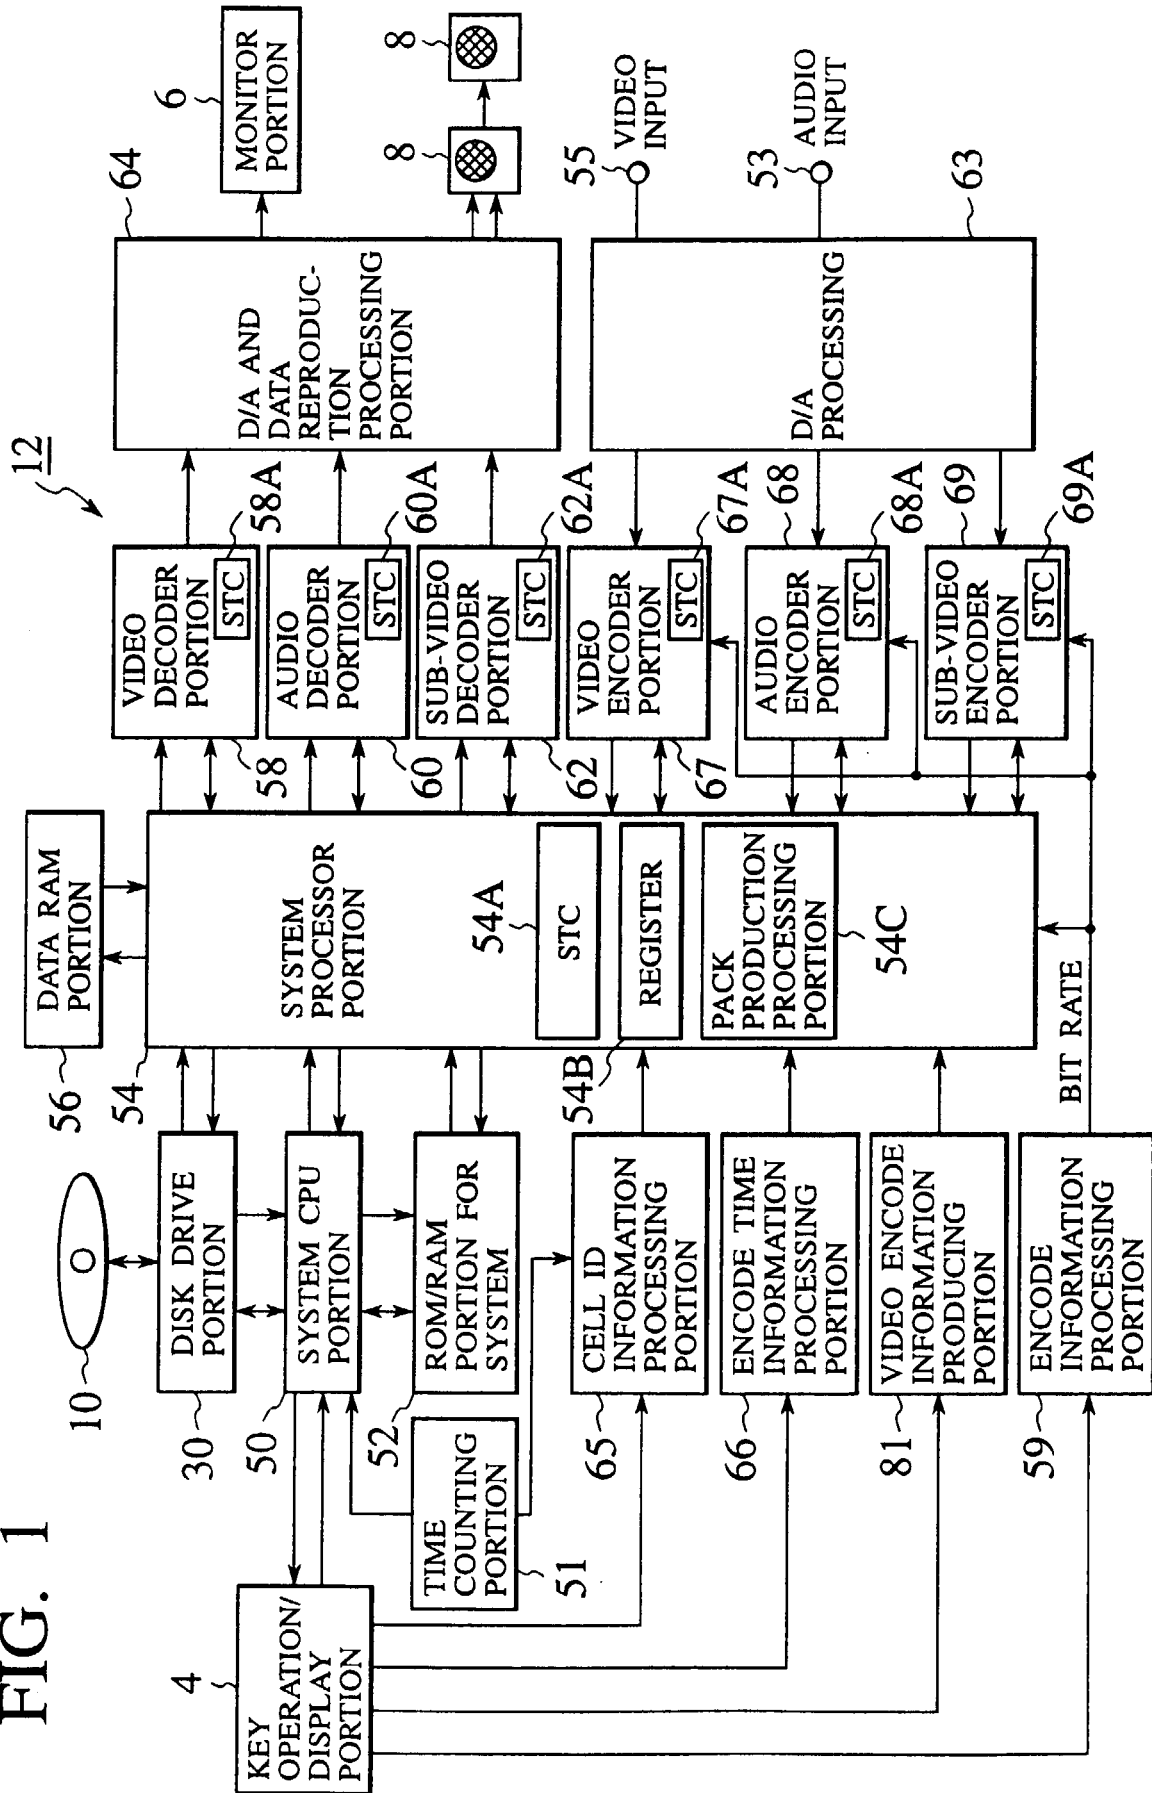 FIG. 1
12
10
56
DATA RAM
PORTION
64
6
MONITOR
PORTION
8
8
30
DISK DRIVE
PORTION
54
SYSTEM
PROCESSOR
PORTION
VIDEO
DECODER
PORTION
STC
58A
58
D/A AND
DATA
REPRODUC-
TION
PROCESSING
PORTION
50
SYSTEM CPU
PORTION
AUDIO
DECODER
PORTION
STC
60A
60
4
KEY
OPERATION/
DISPLAY
PORTION
52
ROM/RAM
PORTION FOR
SYSTEM
SUB-VIDEO
DECODER
PORTION
STC
62A
62
TIME
COUNTING
PORTION
51
54A
STC
54B
REGISTER
PACK
PRODUCTION
PROCESSING
PORTION
54C
65
CELL ID
INFORMATION
PROCESSING
PORTION
VIDEO
ENCODER
PORTION
STC
67A
67
55
VIDEO
INPUT
66
ENCODE TIME
INFORMATION
PROCESSING
PORTION
AUDIO
ENCODER
PORTION
STC
68
68A
D/A
PROCESSING
53
AUDIO
INPUT
63
81
VIDEO ENCODE
INFORMATION
PRODUCING
PORTION
SUB-VIDEO
ENCODER
PORTION
STC
69
69A
59
ENCODE
INFORMATION
PROCESSING
PORTION
BIT RATE